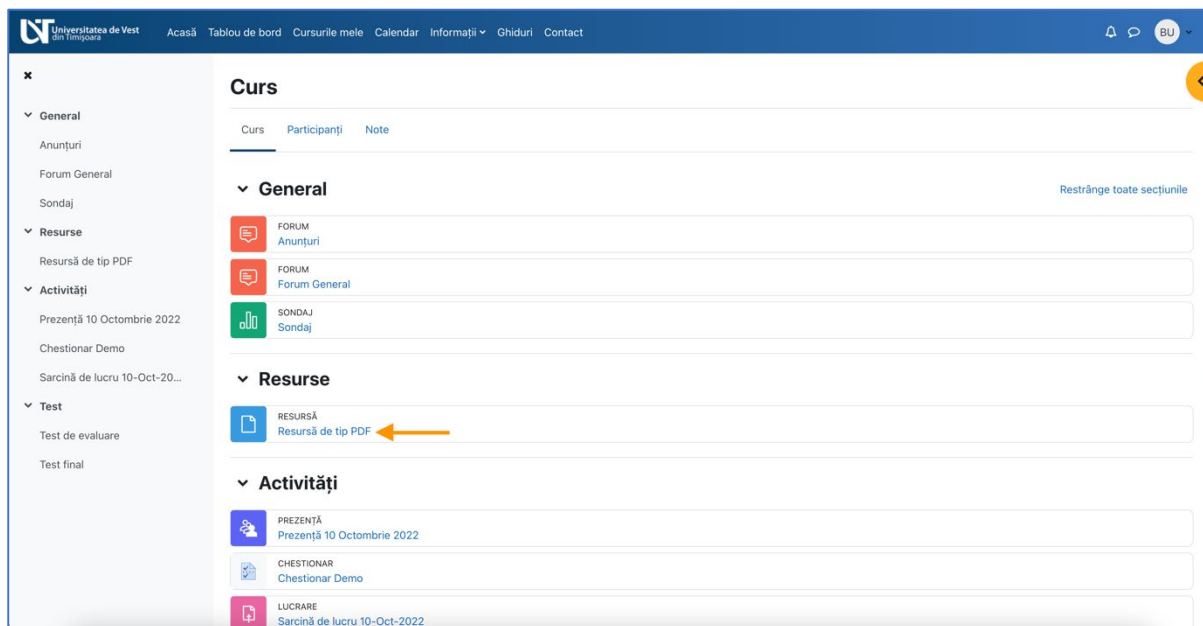 Universitatea de Vest
din Timișoara
Acasă Tablou de bord Cursurile mele Calendar Informații Ghiduri Contact
BU
General
Anunțuri
Forum General
Sondaj
Resurse
Resursă de tip PDF
Activități
Prezență 10 Octombrie 2022
Chestionar Demo
Sarcină de lucru 10-Oct-20...
Test
Test de evaluare
Test final
Curs
Curs Participanți Note
General
Restrânge toate secțiunile
FORUM
Anunțuri
FORUM
Forum General
SONDAJ
Sondaj
Resurse
RESURSĂ
Resursă de tip PDF
Activități
PREZENȚĂ
Prezență 10 Octombrie 2022
CHESTIONAR
Chestionar Demo
LUCRARE
Sarcină de lucru 10-Oct-2022